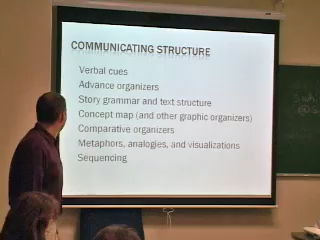 COMMUNICATING STRUCTURE
Verbal cues
Advance organizers
Story grammar and text structure
Concept map (and other graphic organizers)
Comparative organizers
Metaphors, analogies, and visualizations
Sequencing